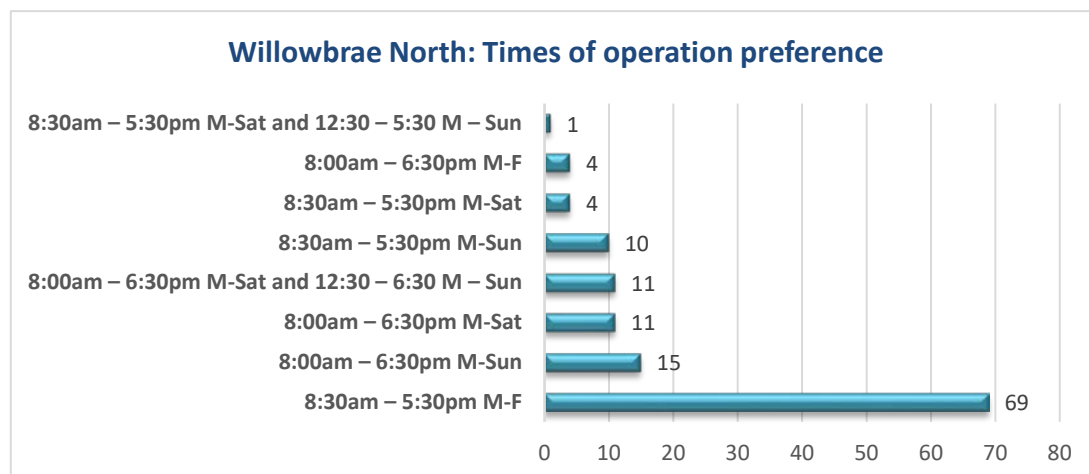 Willowbrae North: Times of operation preference
8:30am – 5:30pm M-Sat and 12:30 – 5:30 M – Sun 1
8:00am – 6:30pm M-F 4
8:30am – 5:30pm M-Sat 4
8:30am – 5:30pm M-Sun 10
8:00am – 6:30pm M-Sat and 12:30 – 6:30 M – Sun 11
8:00am – 6:30pm M-Sat 11
8:00am – 6:30pm M-Sun 15
8:30am – 5:30pm M-F 69
0 10 20 30 40 50 60 70 80